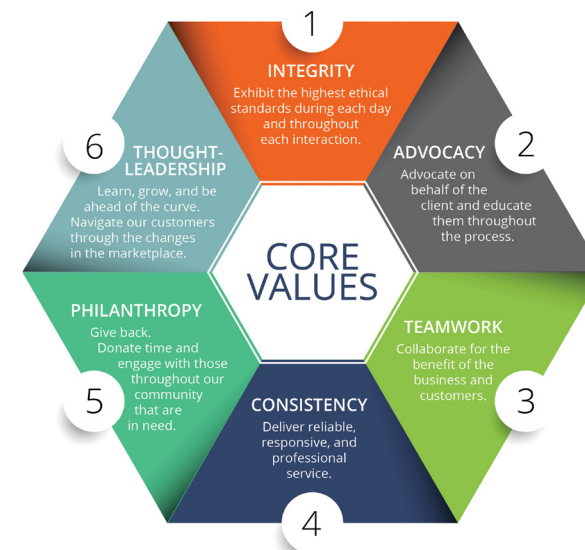 1
INTEGRITY
Exhibit the highest ethical
standards during each day
and throughout
each interaction.
2
ADVOCACY
Advocate on
behalf of the
client and educate
them throughout
the process.
3
TEAMWORK
Collaborate for the
benefit of the
business and
customers.
4
CONSISTENCY
Deliver reliable,
responsive, and
professional
service.
5
PHILANTHROPY
Give back.
Donate time and
engage with those
throughout our
community
that are
in need.
6
THOUGHT-
LEADERSHIP
Learn, grow, and be
ahead of the curve.
Navigate our customers
through the changes
in the marketplace.
CORE
VALUES